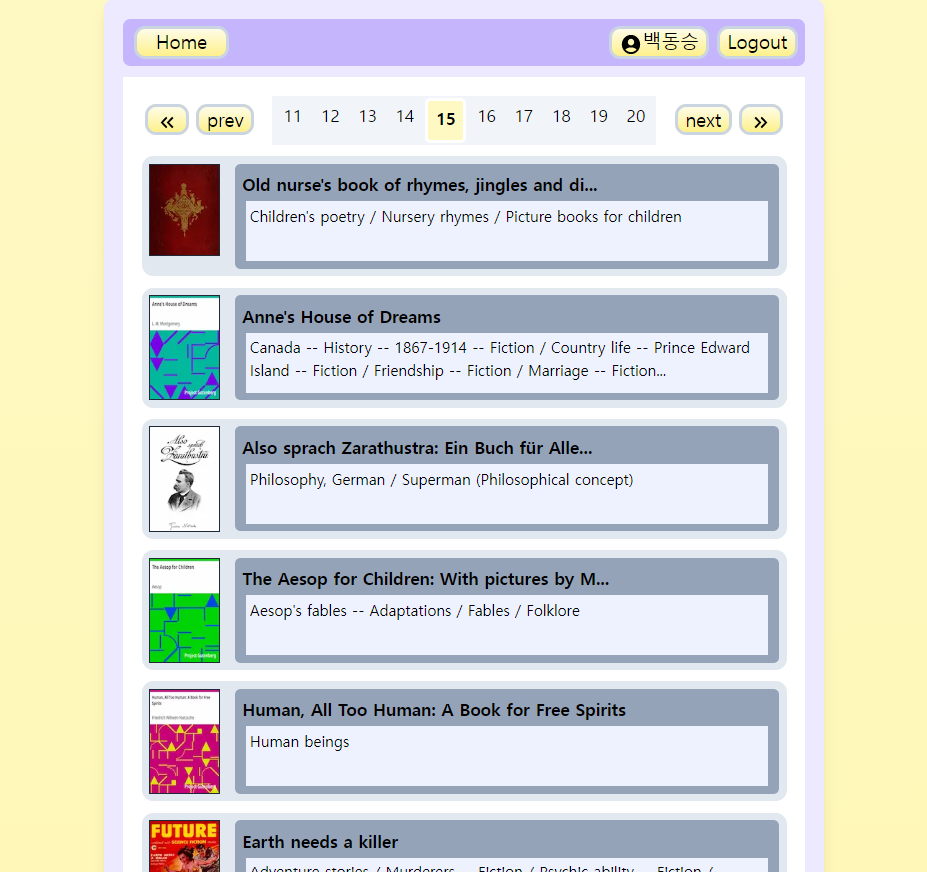 Home
백동승
Logout
«
prev
11 12 13 14 15 16 17 18 19 20
next
»
Old nurse's book of rhymes, jingles and di...
Children's poetry / Nursery rhymes / Picture books for children
Anne's House of Dreams
L. M. Montgomery
Project Gutenberg
Anne's House of Dreams
Canada -- History -- 1867-1914 -- Fiction / Country life -- Prince Edward
Island -- Fiction / Friendship -- Fiction / Marriage -- Fiction...
Also sprach Zarathustra
Also sprach Zarathustra: Ein Buch für Alle...
Philosophy, German / Superman (Philosophical concept)
The Aesop for Children
Aesop
Project Gutenberg
The Aesop for Children: With pictures by M...
Aesop's fables -- Adaptations / Fables / Folklore
Human, All Too Human: A Book for Free
Spirits
Friedrich Wilhelm Nietzsche
Project Gutenberg
Human, All Too Human: A Book for Free Spirits
Human beings
FUTURE
SCIENCE FICTION
Earth needs a killer
Adventure stories / Murderers -- Fiction / Psychic ability -- Fiction /